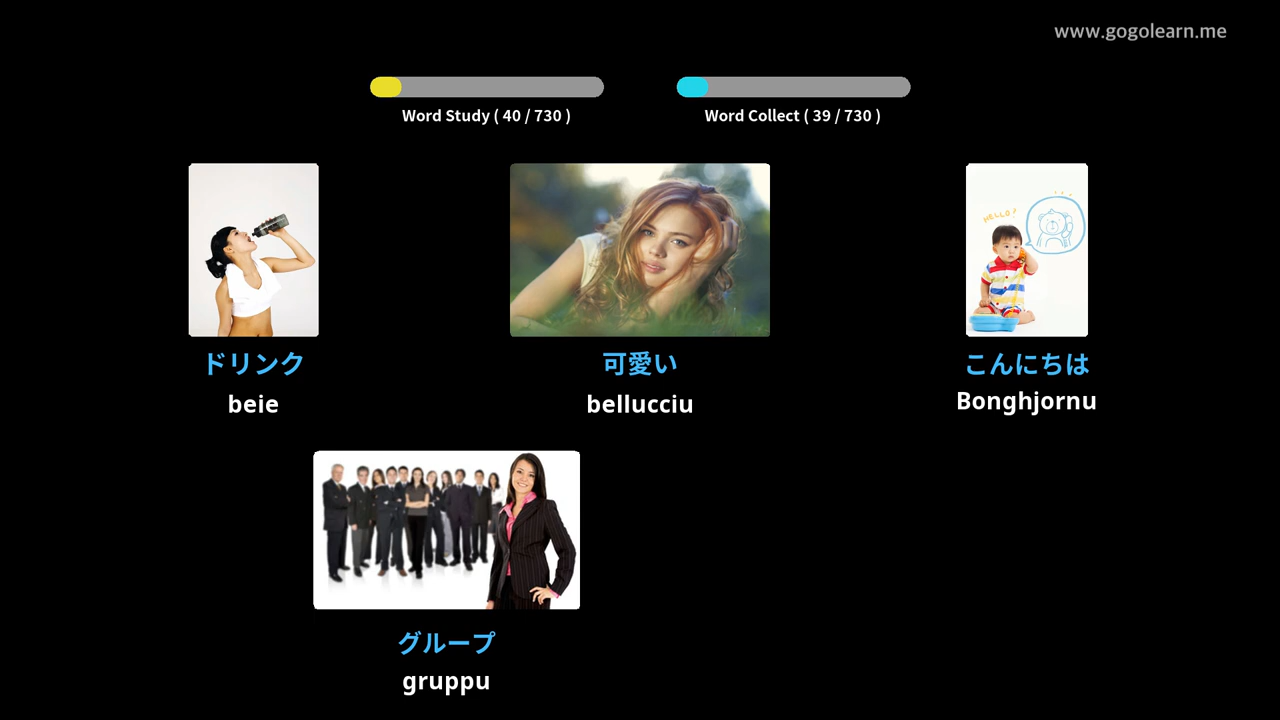 www.gogolearn.me
Word Study ( 40 / 730 )
Word Collect ( 39 / 730 )
HELLO?
ドリンク
可愛い
こんにちは
beie
bellucciu
Bonghjornu
グループ
gruppu